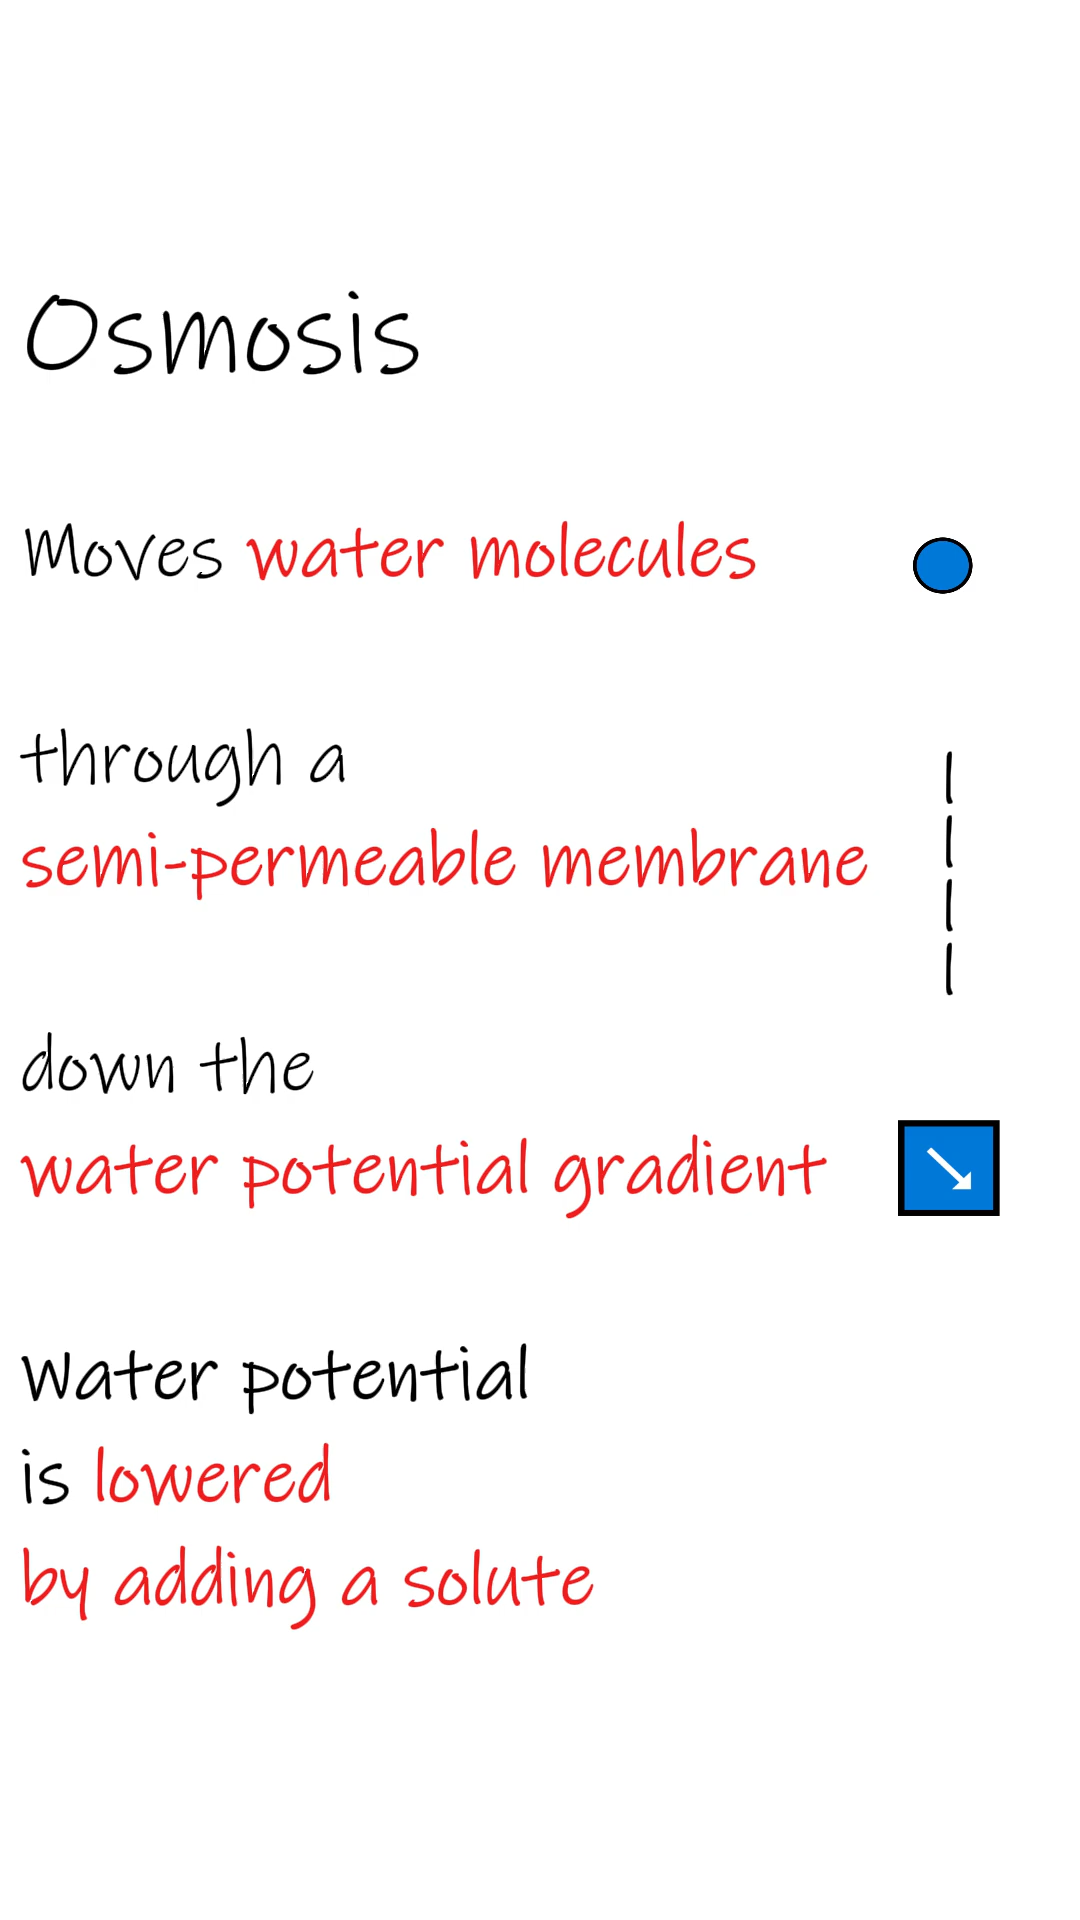 Osmosis
Moves water molecules
through a
semi-permeable membrane
down the
water potential gradient
Water potential
is lowered
by adding a solute